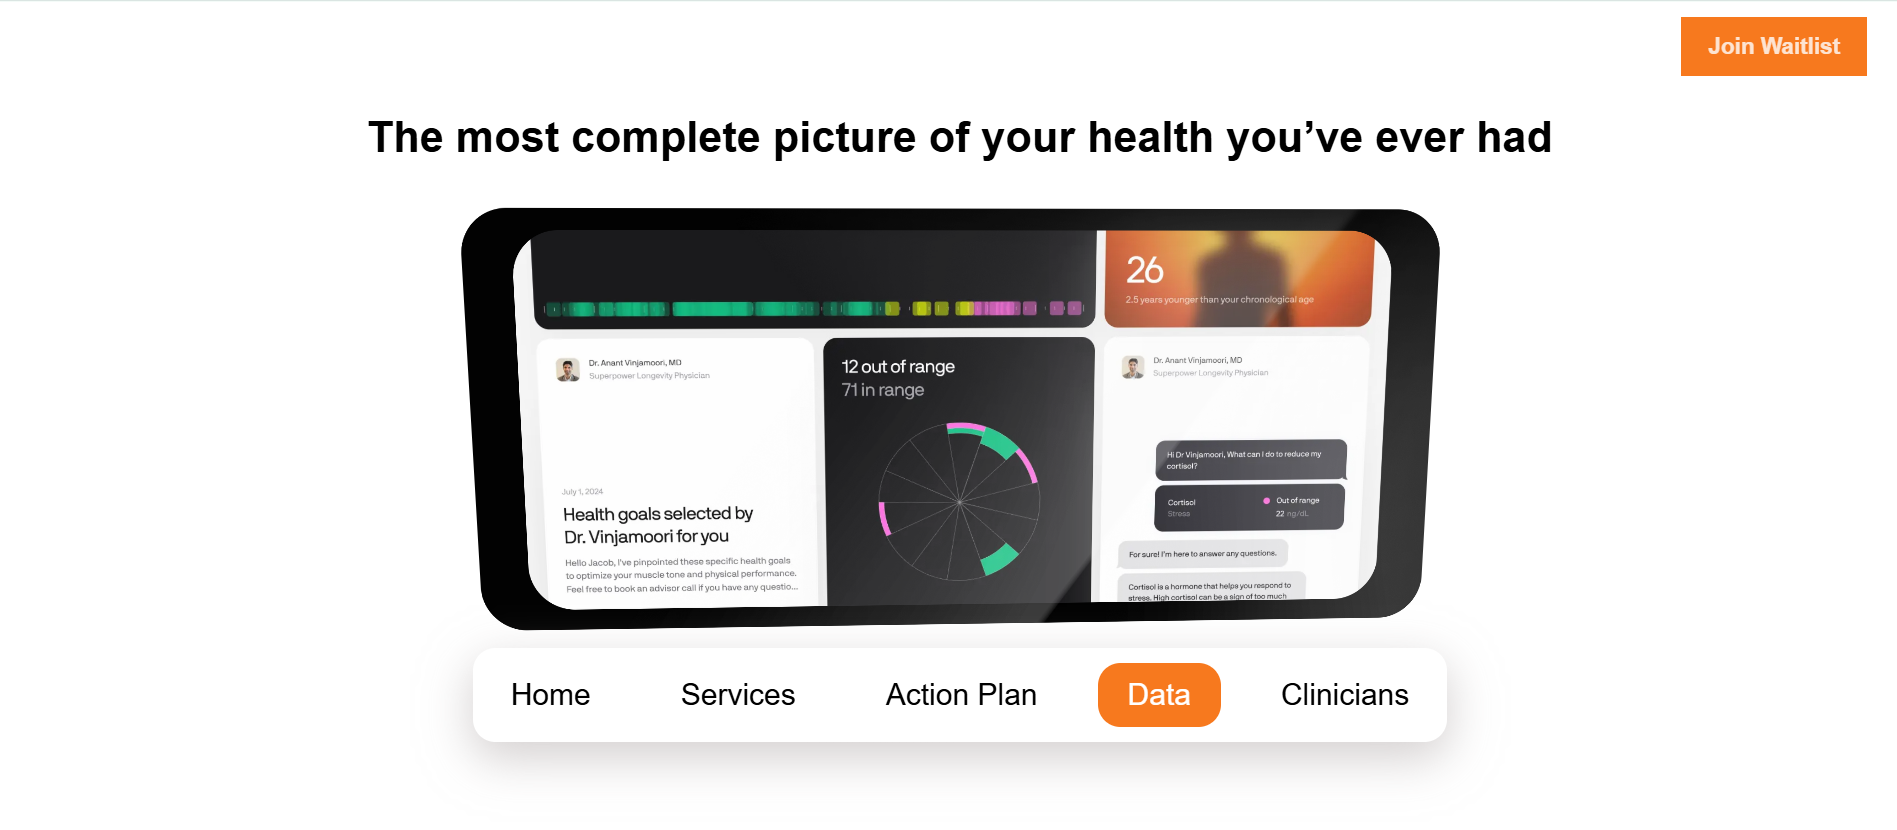 Join Waitlist
The most complete picture of your health you’ve ever had
26
2.5 years younger than your chronological age
Dr. Anant Vinjamoori, MD
Superpower Longevity Physician
July 1, 2024
Health goals selected by
Dr. Vinjamoori for you
Hello Jacob, I've pinpointed these specific health goals
to optimize your muscle tone and physical performance.
Feel free to book an advisor call if you have any questio...
12 out of range
71 in range
Dr. Anant Vinjamoori, MD
Superpower Longevity Physician
Hi Dr Vinjamoori, What can I do to reduce my
cortisol?
Cortisol
Stress
Out of range
22 ng/dL
For sure! I'm here to answer any questions.
Cortisol is a hormone that helps you respond to
stress. High cortisol can be a sign of too much
Home
Services
Action Plan
Data
Clinicians